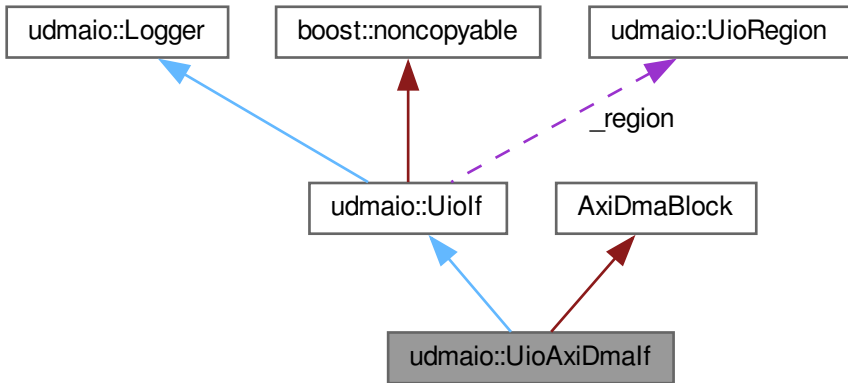 udmaio::Logger
boost::noncopyable
udmaio::UioRegion
_region
udmaio::UioIf
AxiDmaBlock
udmaio::UioAxiDmaIf